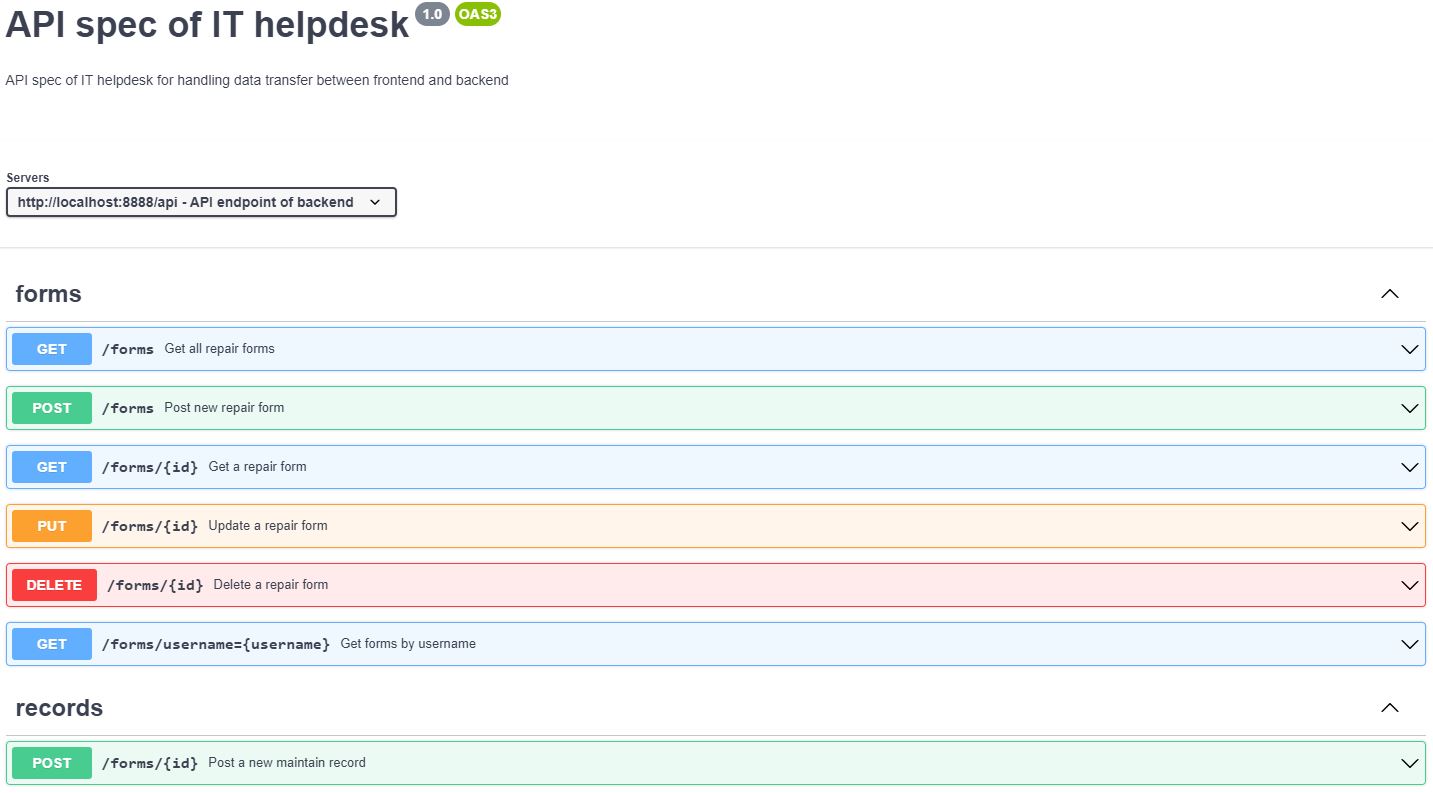 API spec of IT helpdesk 1.0 OAS3
API spec of IT helpdesk for handling data transfer between frontend and backend
Servers
http://localhost:8888/api - API endpoint of backend
forms
GET /forms Get all repair forms
POST /forms Post new repair form
GET /forms/{id} Get a repair form
PUT /forms/{id} Update a repair form
DELETE /forms/{id} Delete a repair form
GET /forms/username={username} Get forms by username
records
POST /forms/{id} Post a new maintain record